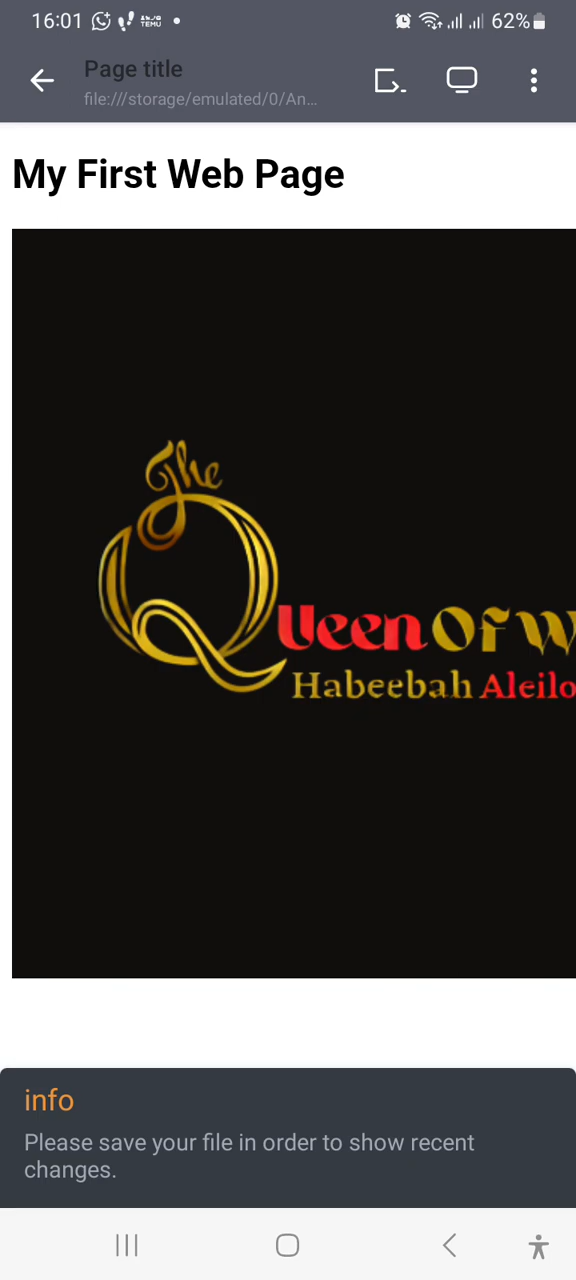 16:01 TEMU 62%
Page title
file:///storage/emulated/0/An...
My First Web Page
The
Queen Of W
Habeebah Aleilo
info
Please save your file in order to show recent
changes.